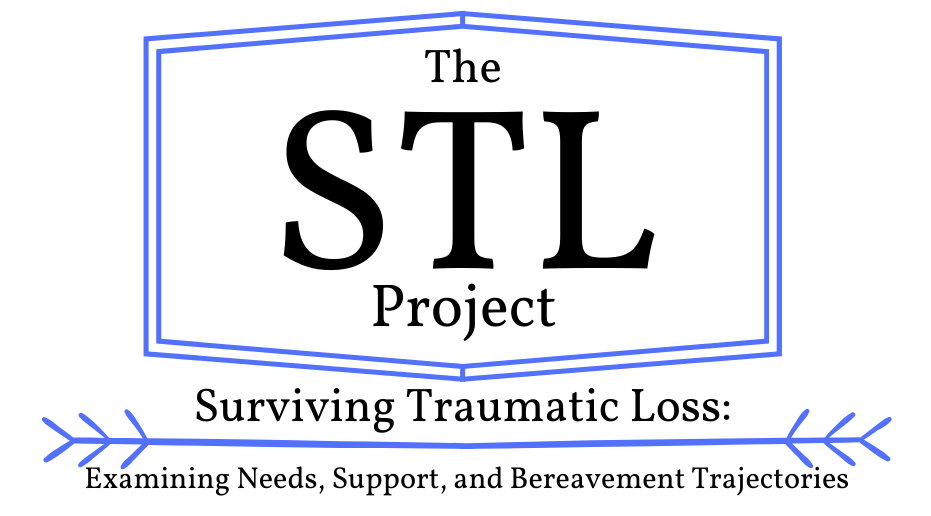 The
STL
Project
Surviving Traumatic Loss:
Examining Needs, Support, and Bereavement Trajectories